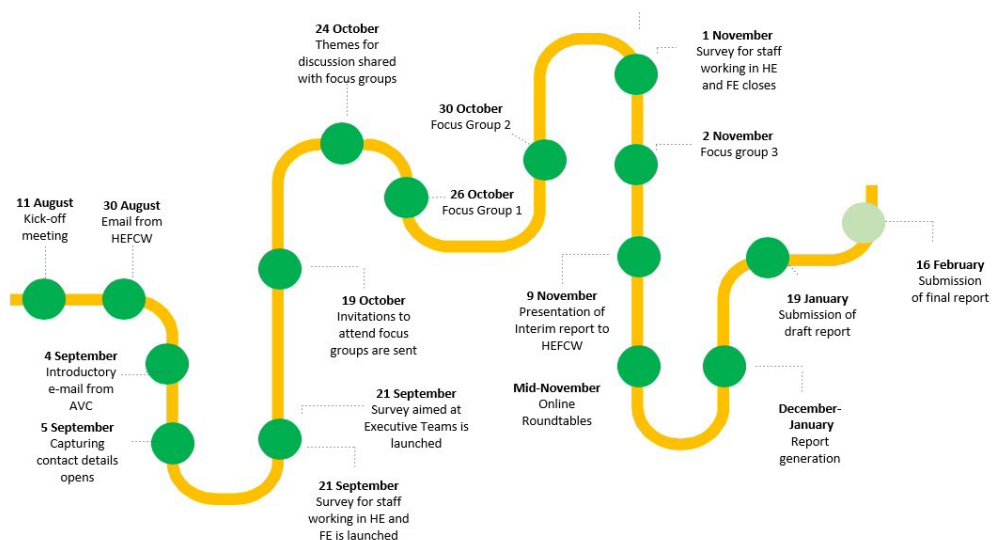 11 August
Kick-off
meeting
30 August
Email from
HEFCW
4 September
Introductory
e-mail from
AVC
5 September
Capturing
contact details
opens
21 September
Survey for staff
working in HE and
FE is launched
21 September
Survey aimed at
Executive Teams is
launched
19 October
Invitations to
attend focus
groups are sent
24 October
Themes for
discussion shared
with focus groups
26 October
Focus Group 1
30 October
Focus Group 2
1 November
Survey for staff
working in HE
and FE closes
2 November
Focus group 3
9 November
Presentation of
Interim report to
HEFCW
Mid-November
Online
Roundtables
December-
January
Report
generation
19 January
Submission of
draft report
16 February
Submission
of final report